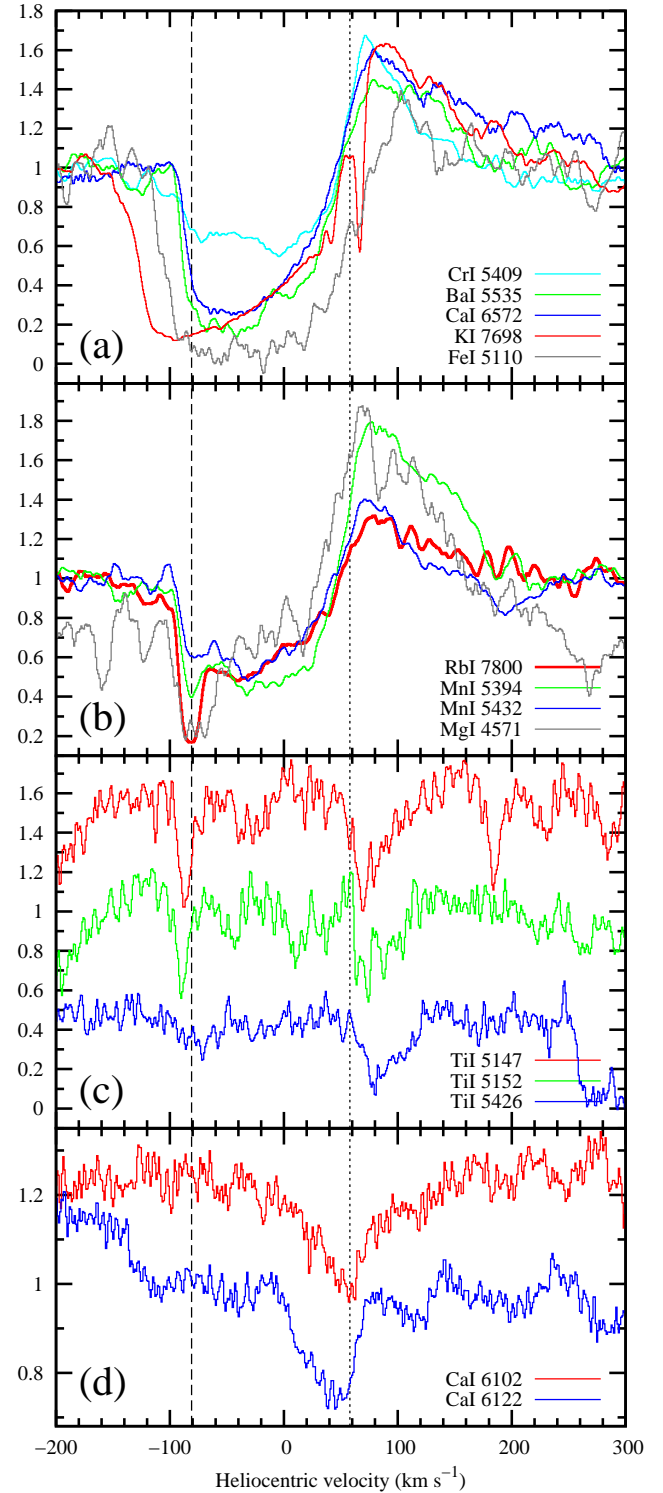 1.8
1.6
1.4
1.2
1
0.8
0.6
0.4
0.2
0
(a)
CrI 5409
BaI 5535
CaI 6572
KI 7698
FeI 5110
1.8
1.6
1.4
1.2
1
0.8
0.6
0.4
0.2
(b)
RbI 7800
MnI 5394
MnI 5432
MgI 4571
1.6
1.4
1.2
1
0.8
0.6
0.4
0.2
0
(c)
TiI 5147
TiI 5152
TiI 5426
1.2
1
0.8
(d)
CaI 6102
CaI 6122
−200 −100 0 100 200 300
Heliocentric velocity (km s⁻¹)